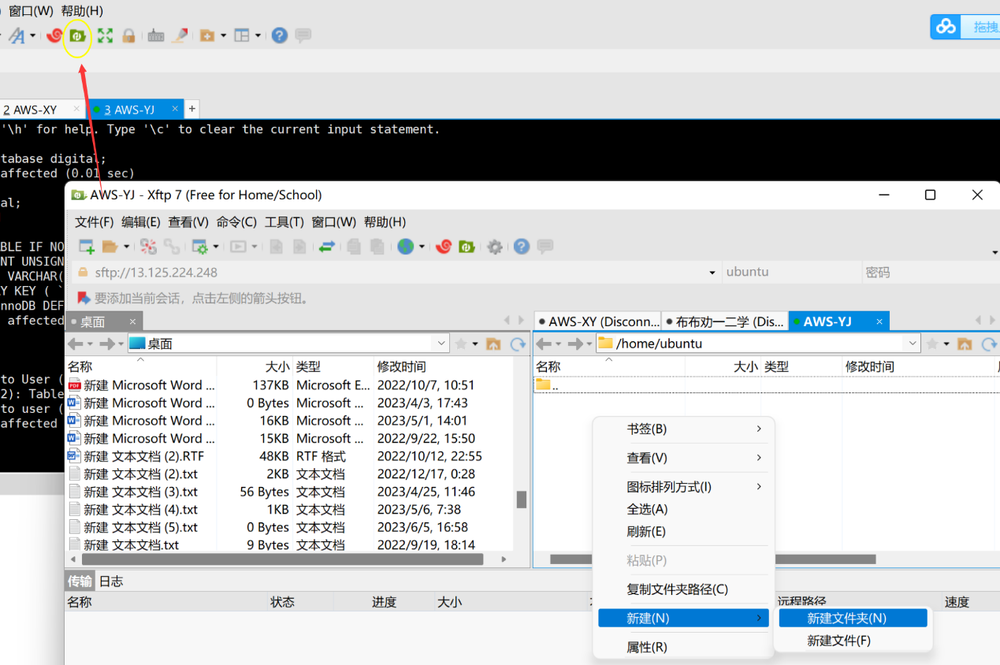 ) 窗口(W) 帮助(H)
拖拽
2 AWS-XY × 3 AWS-YJ × +
'\h' for help. Type '\c' to clear the current input statement.
tabase digital;
affected (0.01 sec)
al;
AWS-YJ - Xftp 7 (Free for Home/School)
文件(F) 编辑(E) 查看(V) 命令(C) 工具(T) 窗口(W) 帮助(H)
BLE IF NO
NT UNSIGN
VARCHAR(
Y KEY ( `
nnoDB DEF
affected
sftp://13.125.224.248 ubuntu 密码
要添加当前会话，点击左侧的箭头按钮。
桌面 × AWS-XY (Disconn... 布布劝一二学 (Dis... AWS-YJ ×
桌面 /home/ubuntu
名称 大小 类型 修改时间 名称 大小 类型 修改时间
to User (
2): Table
to user (
affected
新建 Microsoft Word ... 137KB Microsoft E... 2022/10/7, 10:51 ..
新建 Microsoft Word ... 0 Bytes Microsoft ... 2023/4/3, 17:43
新建 Microsoft Word ... 16KB Microsoft ... 2023/5/1, 14:01
新建 Microsoft Word ... 15KB Microsoft ... 2022/9/22, 15:50
新建 文本文档 (2).RTF 48KB RTF 格式 2022/10/12, 22:55
新建 文本文档 (2).txt 2KB 文本文档 2022/12/17, 0:28
新建 文本文档 (3).txt 56 Bytes 文本文档 2023/4/25, 11:46
新建 文本文档 (4).txt 1KB 文本文档 2023/5/6, 7:38
新建 文本文档 (5).txt 0 Bytes 文本文档 2023/6/5, 16:58
新建 文本文档.txt 9 Bytes 文本文档 2022/9/19, 18:14
书签(B)
查看(V)
图标排列方式(I)
全选(A)
刷新(E)
粘贴(P)
复制文件夹路径(C)
新建(N)
属性(R)
新建文件夹(N)
新建文件(F)
传输 日志
名称 状态 进度 大小 远程路径 速度